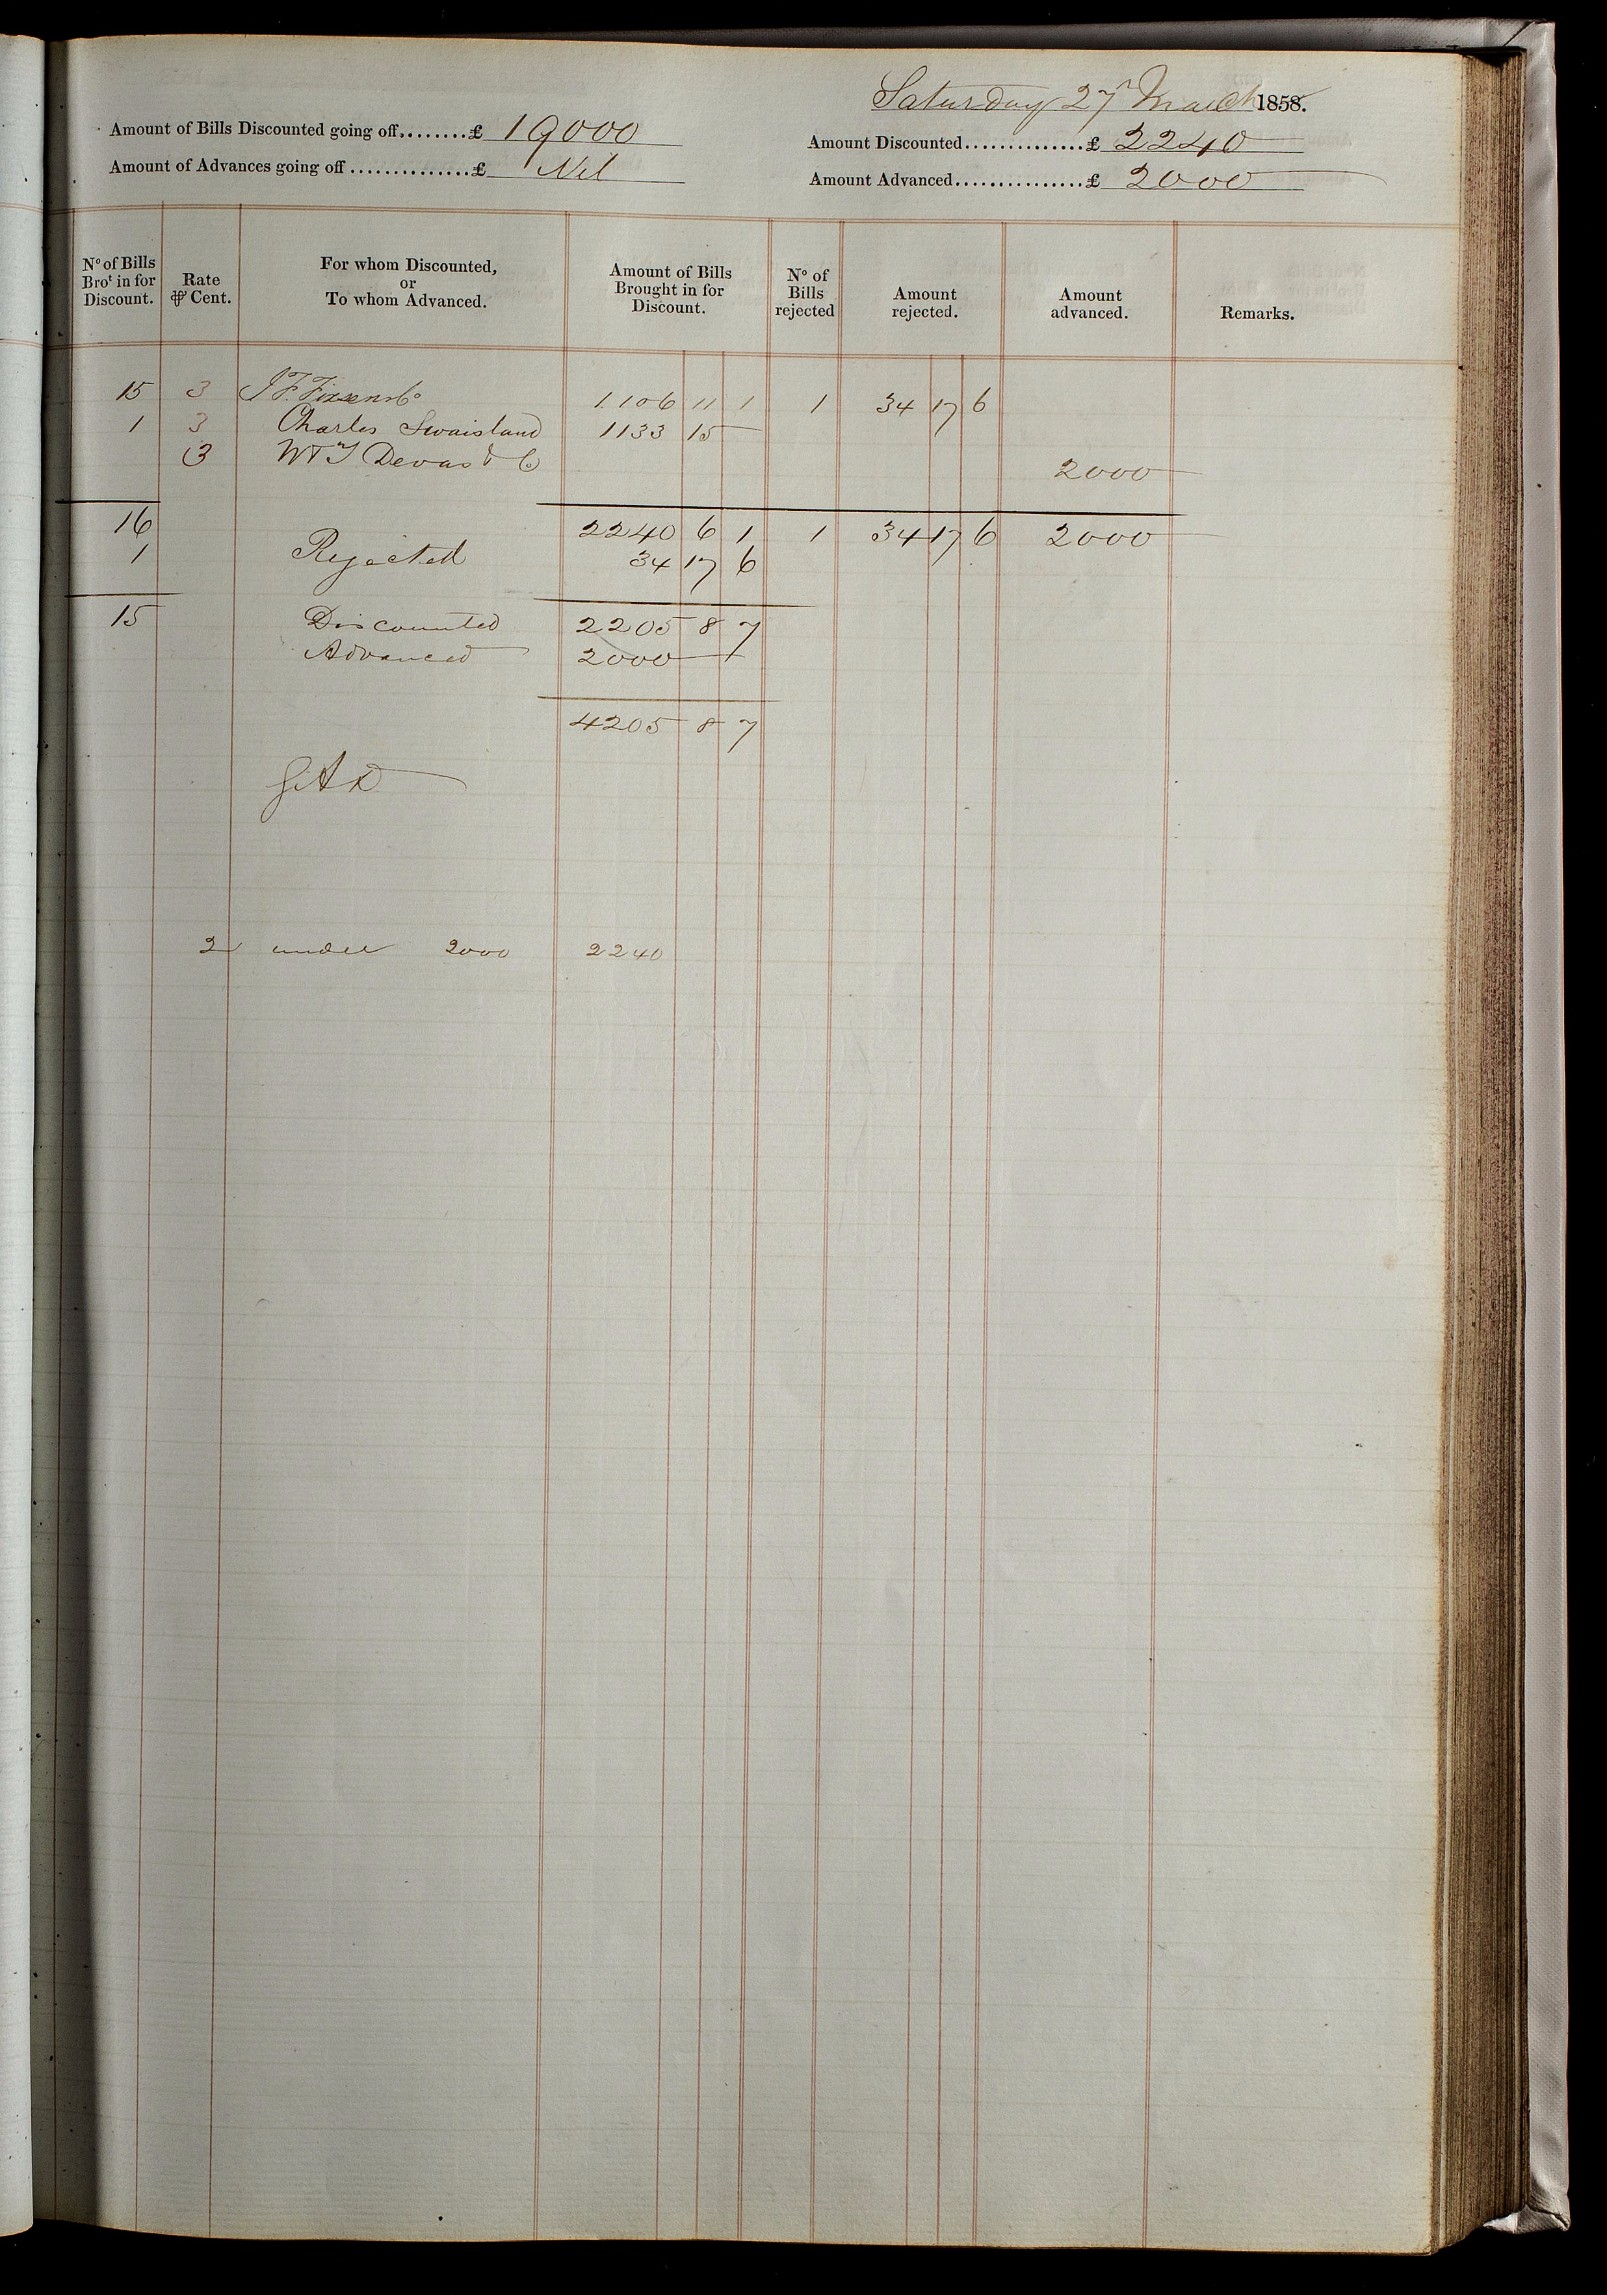 Saturday 27 March 1858.
Amount of Bills Discounted going off........£ 19000
Amount Discounted..............£ 2240
Amount of Advances going off..............£ Nil
Amount Advanced...............£ 2000
No of Bills Brot in for Discount. Rate ⅌ Cent. For whom Discounted, or To whom Advanced. Amount of Bills Brought in for Discount. No of Bills rejected Amount rejected. Amount advanced. Remarks.
15 3 J F. Fixsen & Co 1106 11 1 1 34 17 6
1 3 Charles Swaisland 1133 15 —
3 W & T Devas & Co 2000
16 2240 6 1 1 34 17 6 2000
1 Rejected 34 17 6
15 Discounted 2205 8 7
Advanced 2000 —
4205 8 7
2 under 2000 2240